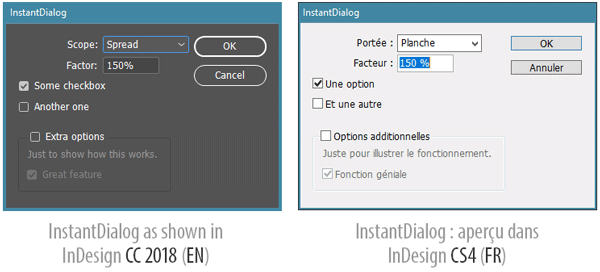 InstantDialog
Scope: Spread
Factor: 150%
OK
Cancel
Some checkbox
Another one
Extra options
Just to show how this works.
Great feature
InstantDialog as shown in
InDesign CC 2018 (EN)
InstantDialog
Portée : Planche
Facteur : 150 %
OK
Annuler
Une option
Et une autre
Options additionnelles
Juste pour illustrer le fonctionnement.
Fonction géniale
InstantDialog : aperçu dans
InDesign CS4 (FR)